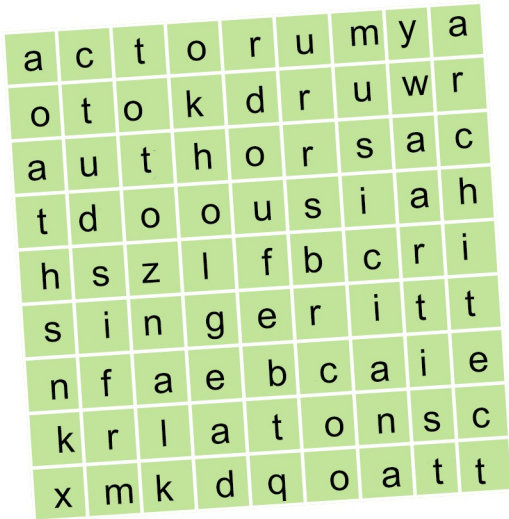 a c t o r u m y a
o t o k d r u w r
a u t h o r s a c
t d o o u s i a h
h s z l f b c r i
s i n g e r i t t
n f a e b c a i e
k r l a t o n s c
x m k d q o a t t